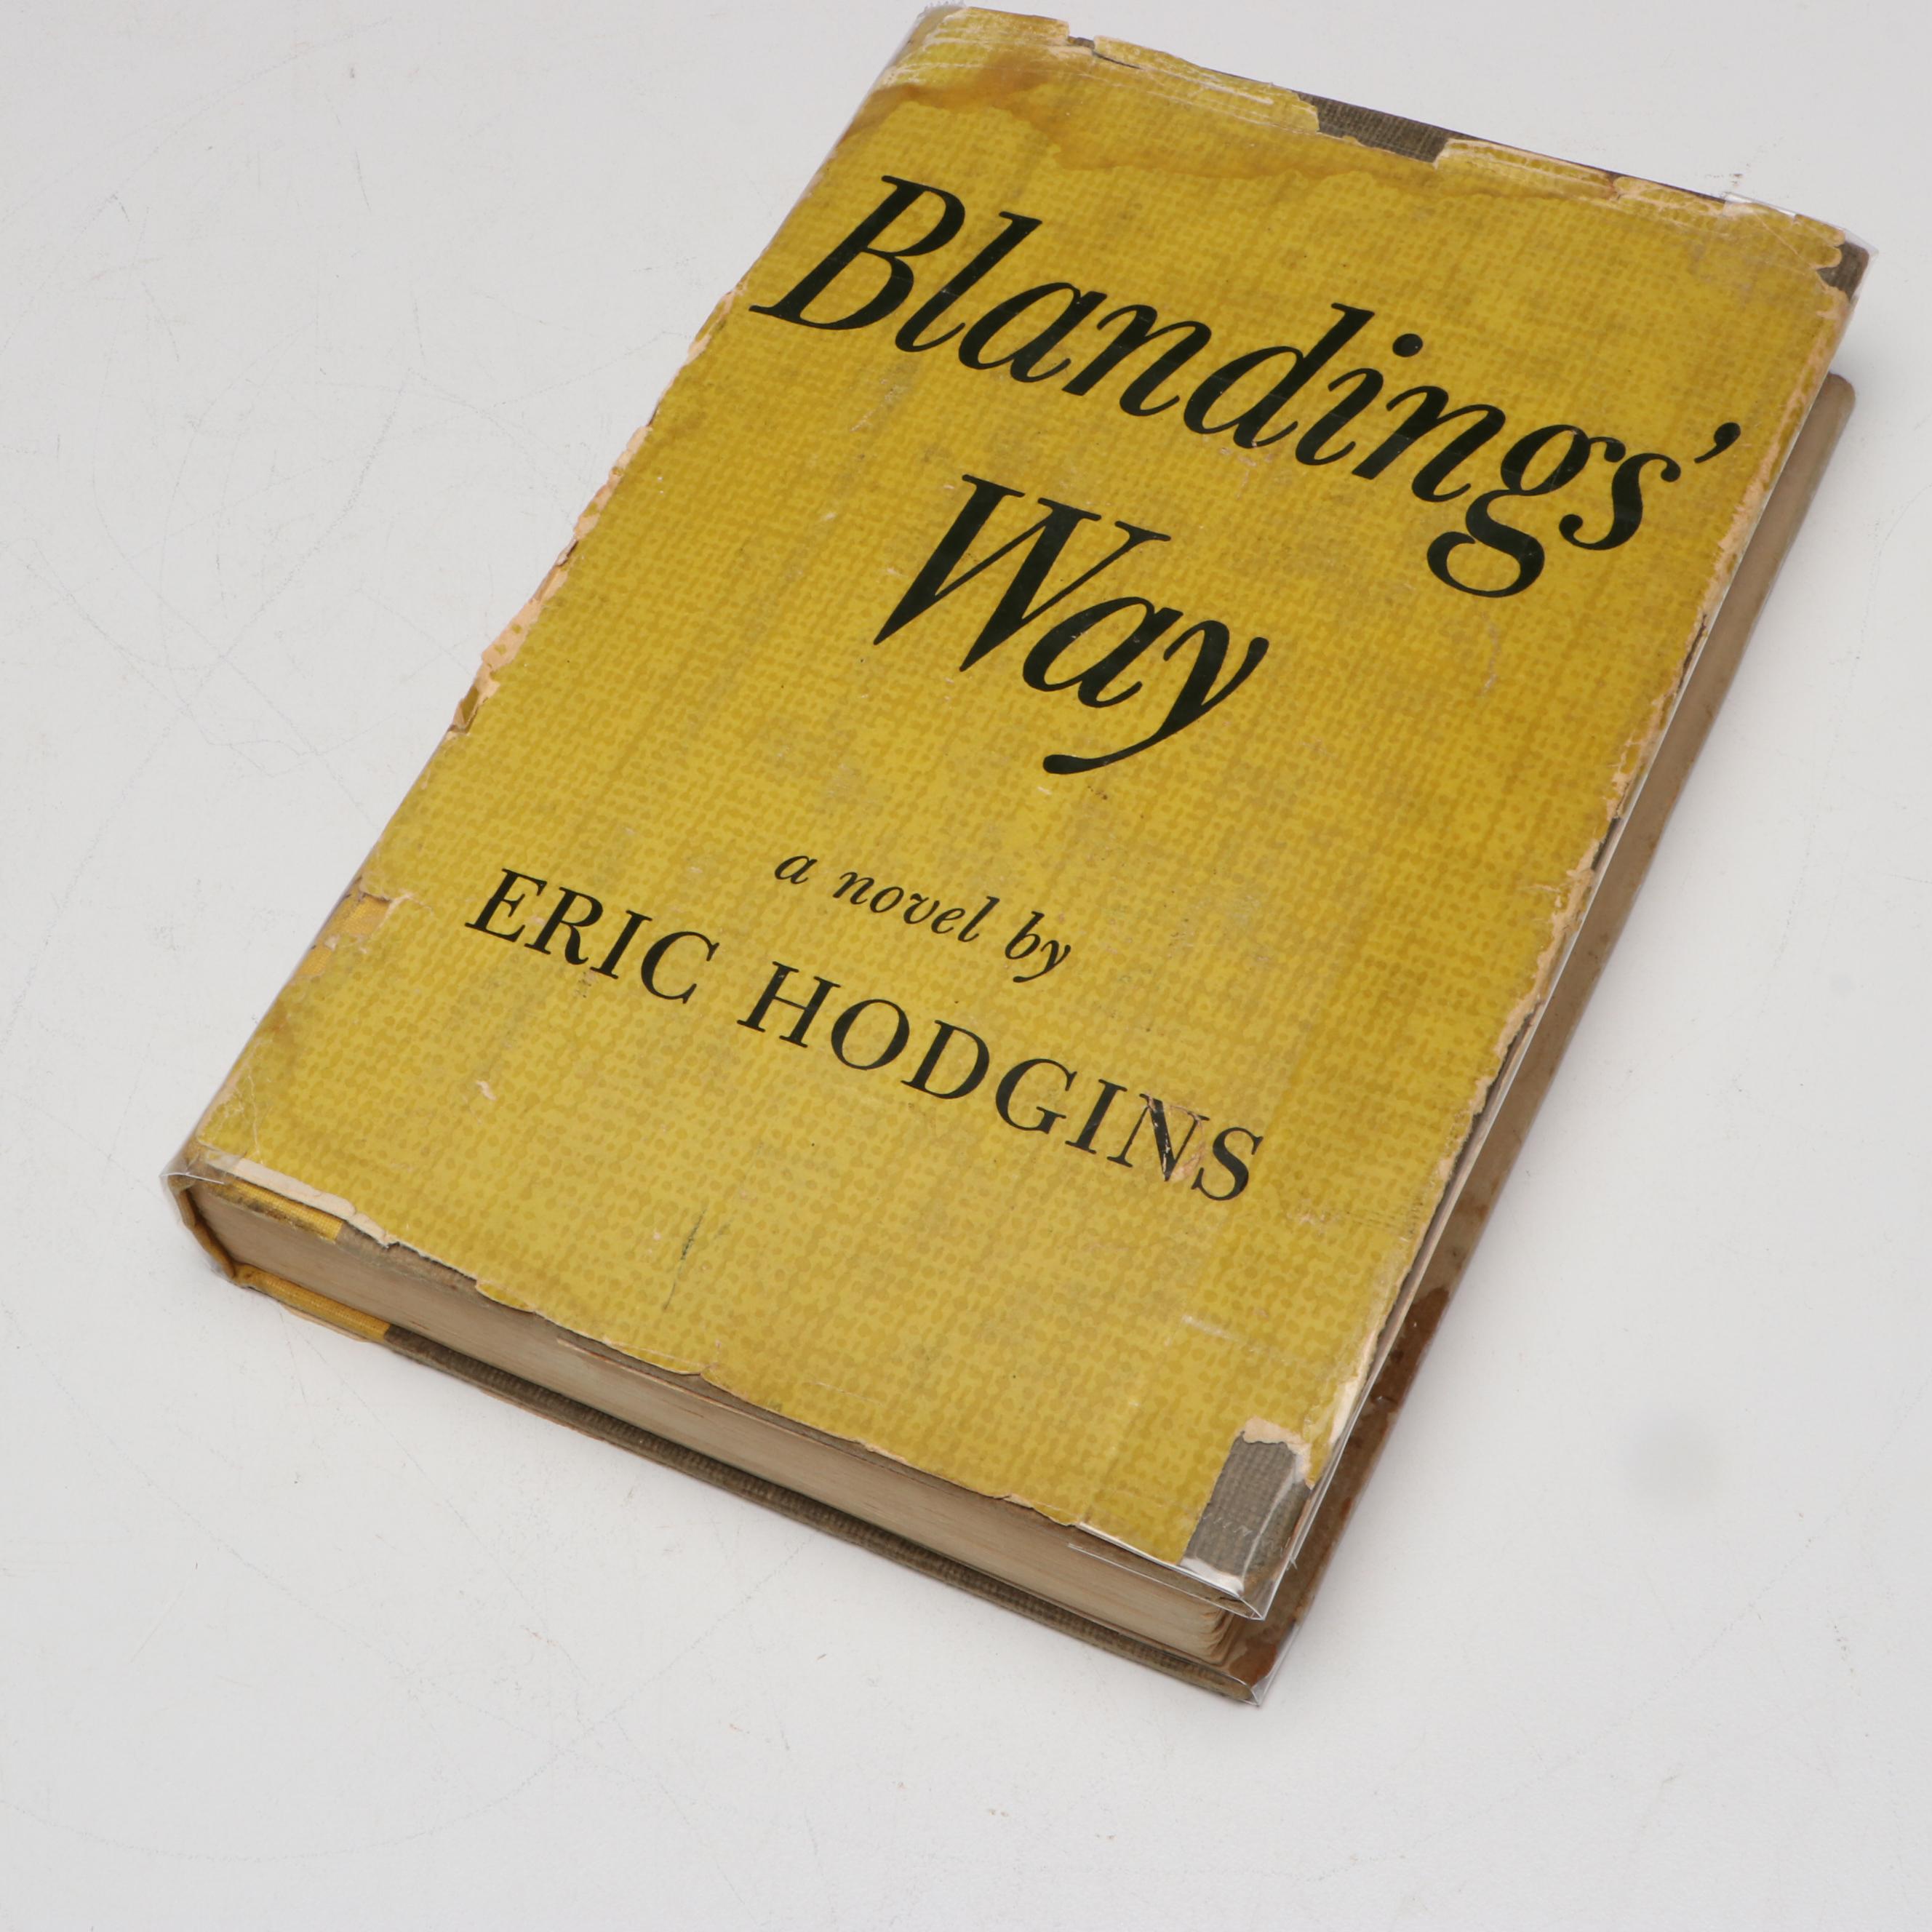 Blandings'
Way
a novel by
ERIC HODGINS